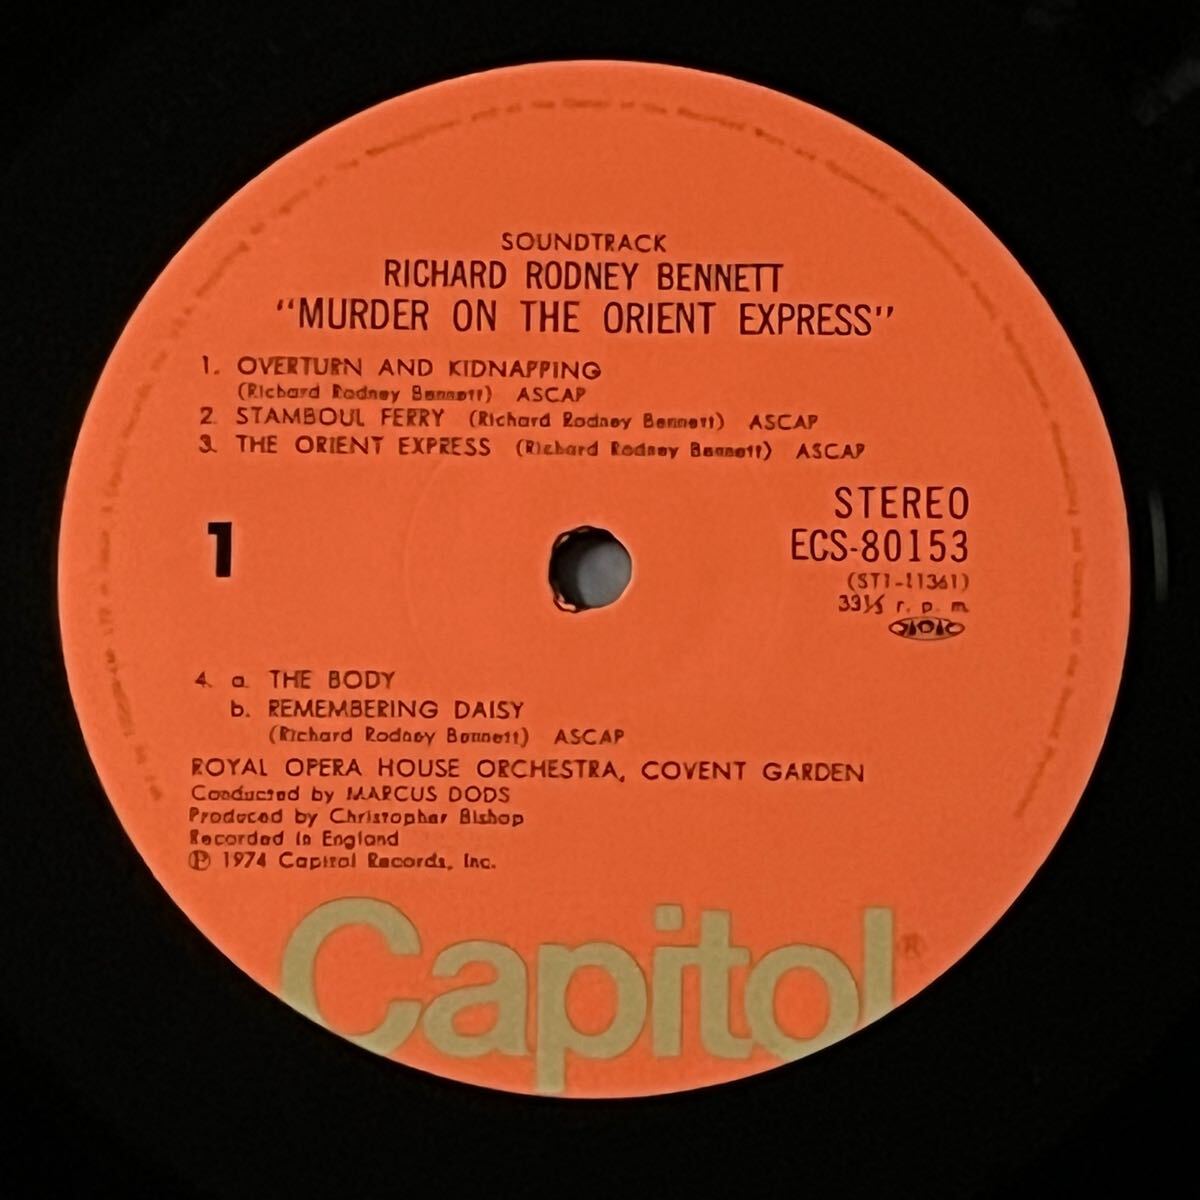 SOUNDTRACK
RICHARD RODNEY BENNETT
"MURDER ON THE ORIENT EXPRESS"
1. OVERTURN AND KIDNAPPING
(Richard Rodney Bennett) ASCAP
2. STAMBOUL FERRY (Richard Rodney Bennett) ASCAP
3. THE ORIENT EXPRESS (Richard Rodney Bennett) ASCAP
1
STEREO
ECS-80153
(ST1-11361)
33⅓ r. p. m
4. a. THE BODY
b. REMEMBERING DAISY
(Richard Rodney Bennett) ASCAP
ROYAL OPERA HOUSE ORCHESTRA, COVENT GARDEN
Conducted by MARCUS DODS
Produced by Christopher Bishop
Recorded in England
Ⓟ 1974 Capitol Records, Inc.
Capitol®